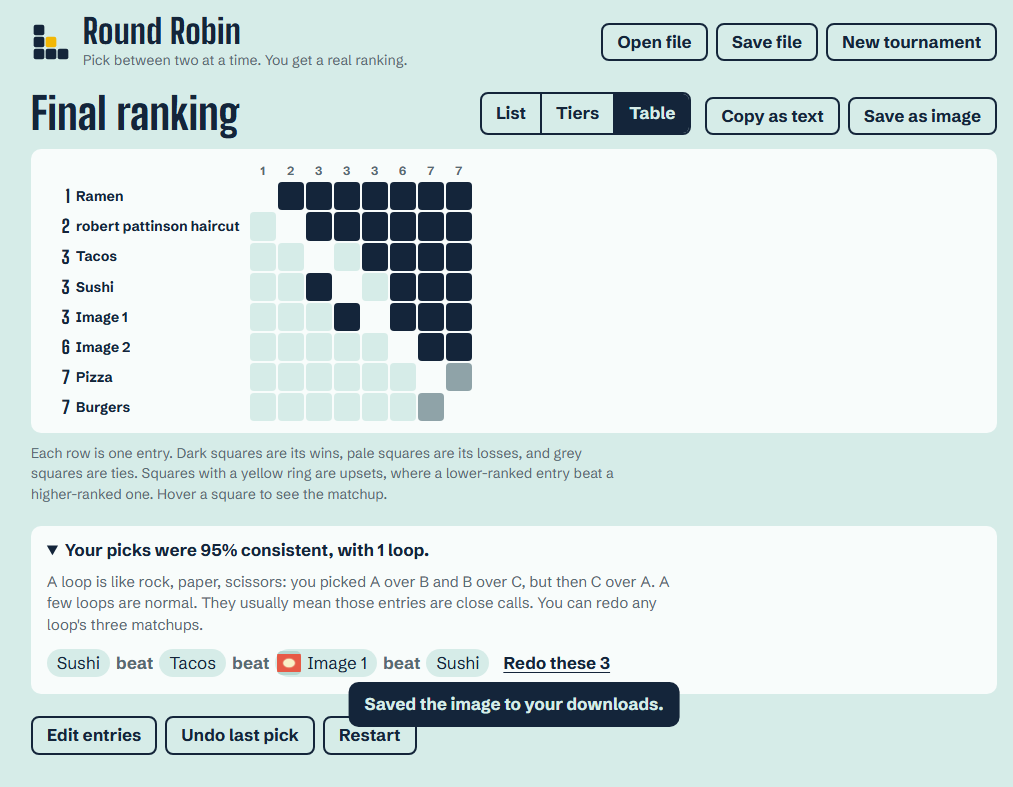 Round Robin
Pick between two at a time. You get a real ranking.
Open file
Save file
New tournament
Final ranking
List
Tiers
Table
Copy as text
Save as image
1 2 3 3 3 6 7 7
1 Ramen
2 robert pattinson haircut
3 Tacos
3 Sushi
3 Image 1
6 Image 2
7 Pizza
7 Burgers
Each row is one entry. Dark squares are its wins, pale squares are its losses, and grey
squares are ties. Squares with a yellow ring are upsets, where a lower-ranked entry beat a
higher-ranked one. Hover a square to see the matchup.
Your picks were 95% consistent, with 1 loop.
A loop is like rock, paper, scissors: you picked A over B and B over C, but then C over A. A
few loops are normal. They usually mean those entries are close calls. You can redo any
loop's three matchups.
Sushi beat Tacos beat Image 1 beat Sushi Redo these 3
Saved the image to your downloads.
Edit entries
Undo last pick
Restart